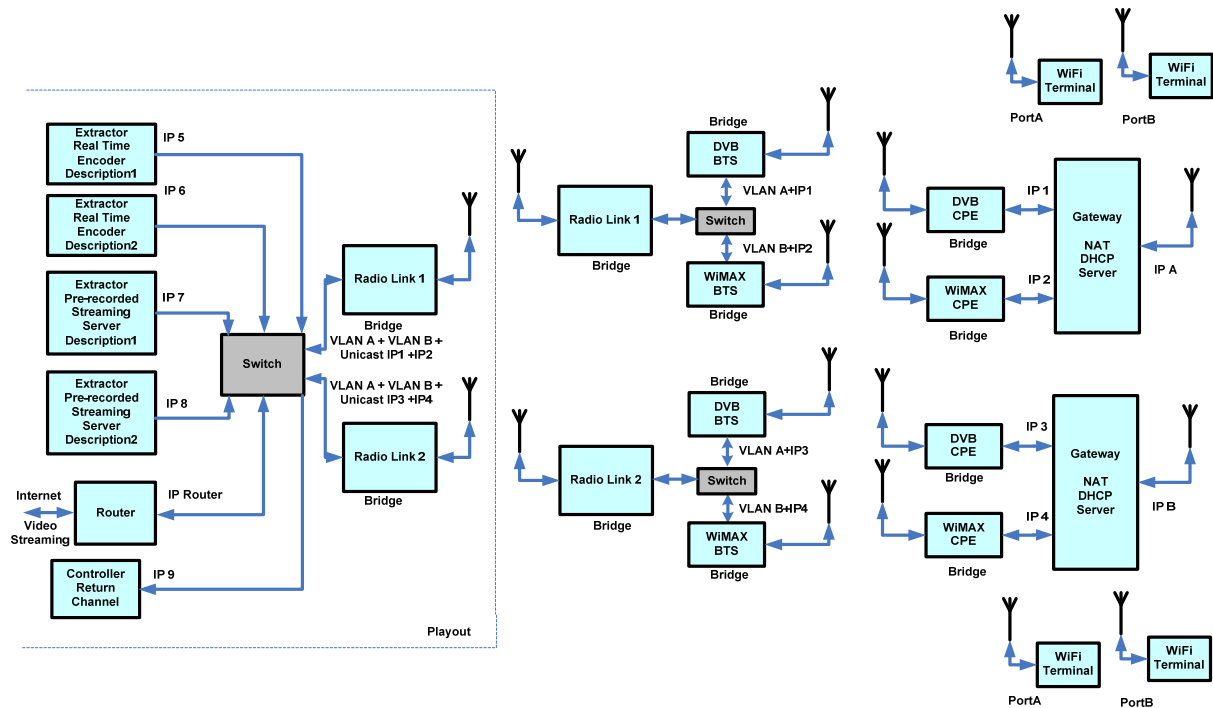 Extractor
Real Time
Encoder
Description1
IP 5
Extractor
Real Time
Encoder
Description2
IP 6
Extractor
Pre-recorded
Streaming
Server
Description1
IP 7
Extractor
Pre-recorded
Streaming
Server
Description2
IP 8
Internet
Video
Streaming
Router
IP Router
Controller
Return
Channel
IP 9
Switch
Radio Link 1
Bridge
VLAN A + VLAN B +
Unicast IP1 +IP2
VLAN A + VLAN B +
Unicast IP3 +IP4
Radio Link 2
Bridge
Playout
Radio Link 1
Bridge
Bridge
DVB
BTS
VLAN A+IP1
Switch
VLAN B+IP2
WiMAX
BTS
Bridge
Radio Link 2
Bridge
Bridge
DVB
BTS
VLAN A+IP3
Switch
VLAN B+IP4
WiMAX
BTS
Bridge
WiFi
Terminal
PortA
WiFi
Terminal
PortB
DVB
CPE
Bridge
IP 1
WiMAX
CPE
Bridge
IP 2
Gateway
NAT
DHCP
Server
IP A
DVB
CPE
Bridge
IP 3
WiMAX
CPE
Bridge
IP 4
Gateway
NAT
DHCP
Server
IP B
WiFi
Terminal
PortA
WiFi
Terminal
PortB